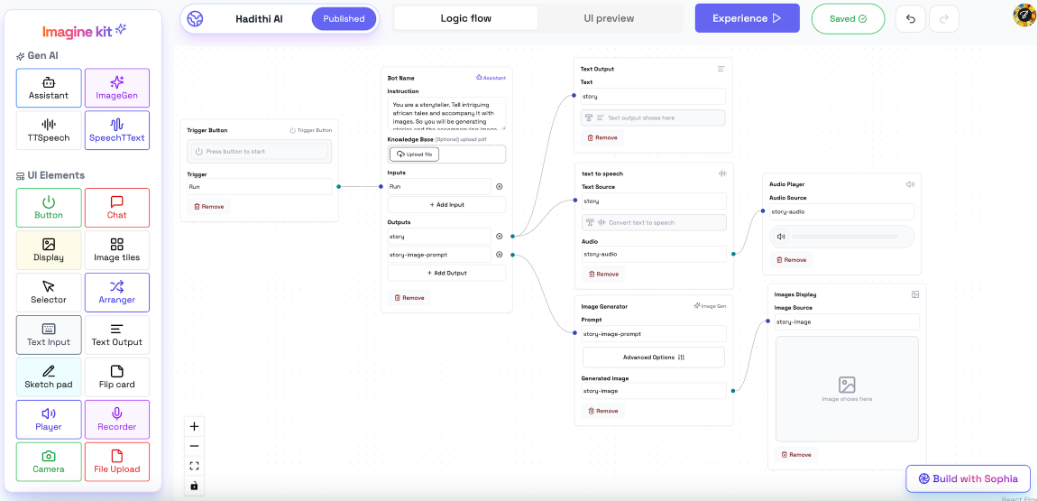 Imagine kit
Gen AI
Assistant
ImageGen
TTSpeech
SpeechTText
UI Elements
Button
Chat
Display
Image tiles
Selector
Arranger
Text Input
Text Output
Sketch pad
Flip card
Player
Recorder
Camera
File Upload
Hadithi AI
Published
Logic flow
UI preview
Experience
Saved
Trigger Button
Trigger Button
Press button to start
Trigger
Run
Remove
Bot Name
Assistant
Instruction
You are a storyteller. Tell intriguing
african tales and accompany it with
images. So you will be generating
stories and the accompanying image
Knowledge Base (Optional) upload pdf
Upload file
Inputs
Run
+ Add Input
Outputs
story
story-image-prompt
+ Add Output
Remove
Text Output
Text
story
Text output shows here
Remove
text to speech
Text Source
story
Convert text to speech
Audio
story-audio
Remove
Image Generator
Image Gen
Prompt
story-image-prompt
Advanced Options
Generated Image
story-image
Remove
Audio Player
Audio Source
story-audio
Remove
Images Display
Image Source
story-image
image shows here
Remove
Build with Sophia
React Flow